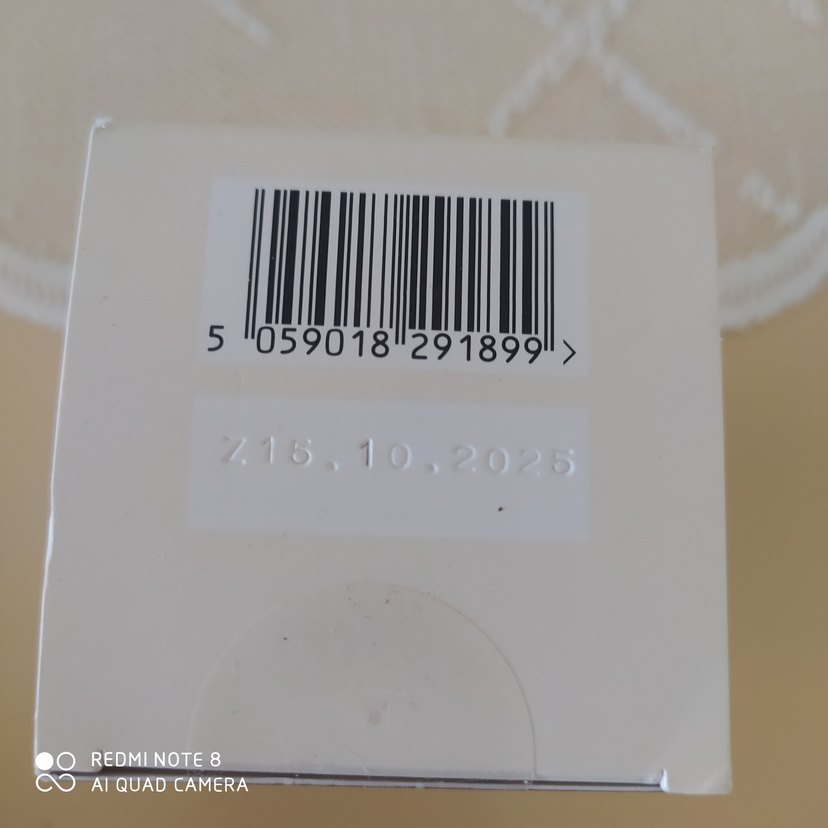 5 059018 291899 >
Z15.10.2025
REDMI NOTE 8
AI QUAD CAMERA